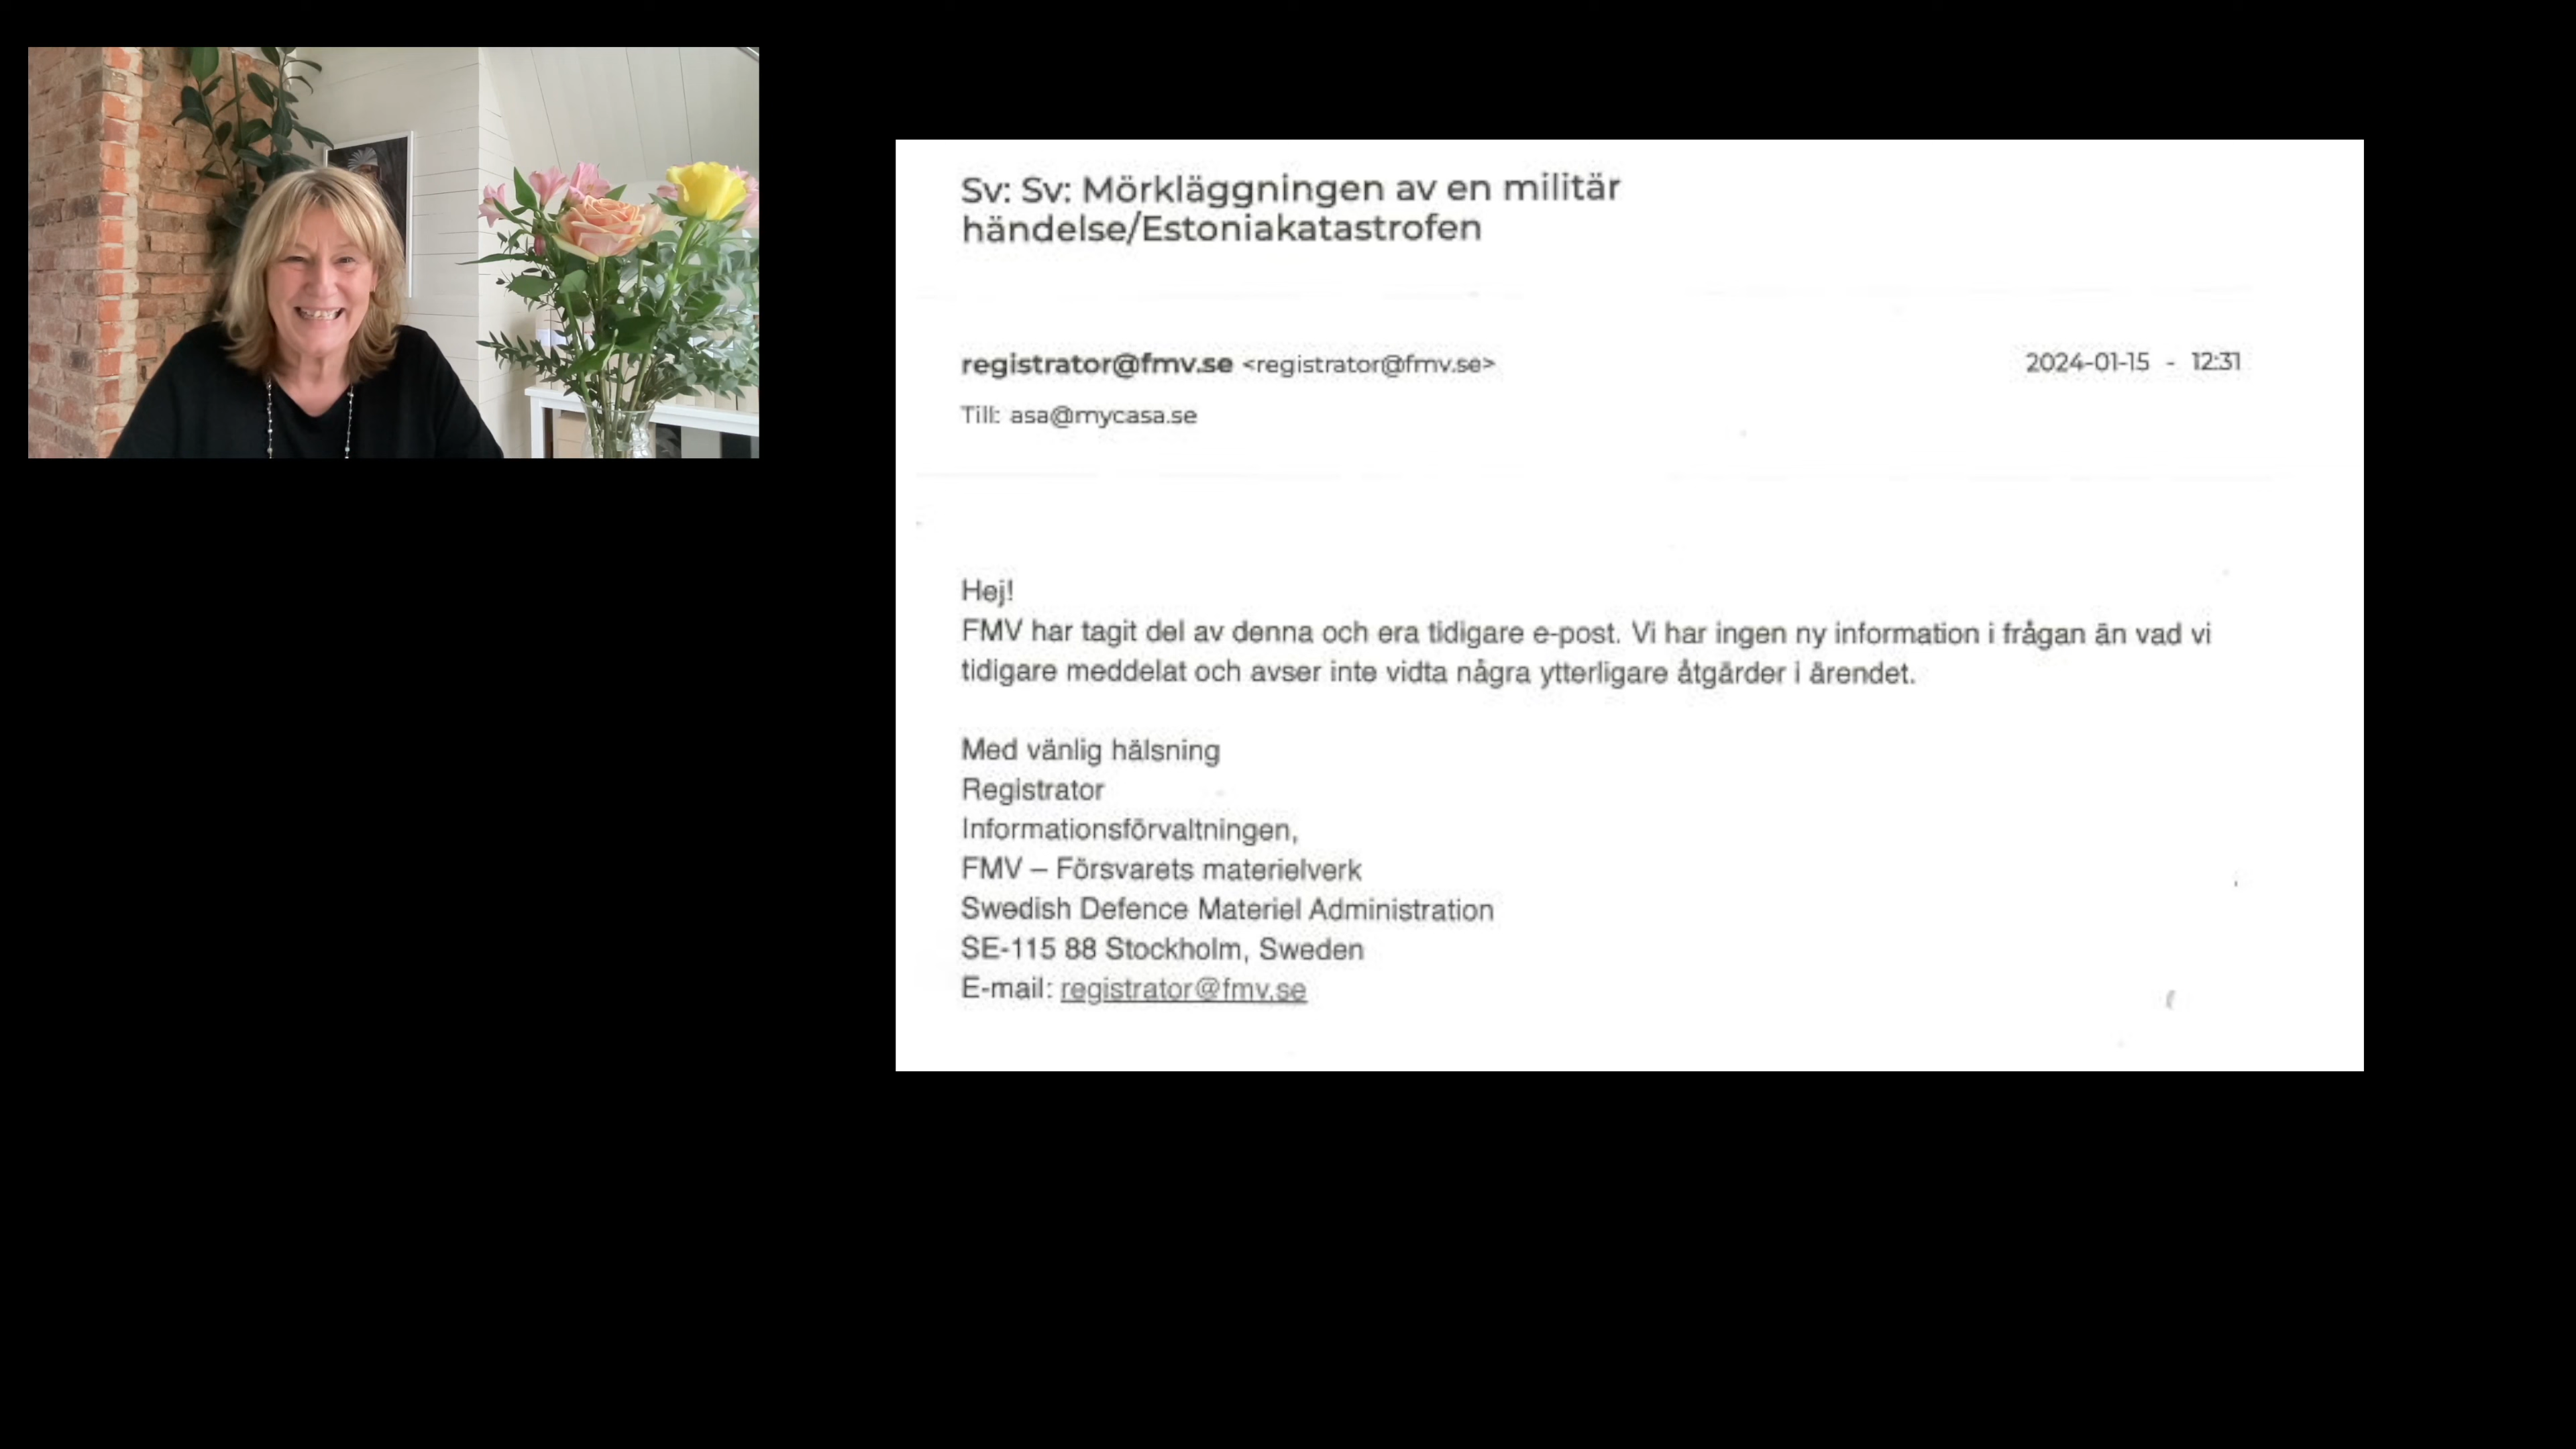 Sv: Sv: Mörkläggningen av en militär
händelse/Estoniakatastrofen
registrator@fmv.se <registrator@fmv.se>
2024-01-15 - 12:31
Till: asa@mycasa.se
Hej!
FMV har tagit del av denna och era tidigare e-post. Vi har ingen ny information i frågan än vad vi
tidigare meddelat och avser inte vidta några ytterligare åtgärder i ärendet.
Med vänlig hälsning
Registrator
Informationsförvaltningen,
FMV – Försvarets materielverk
Swedish Defence Materiel Administration
SE-115 88 Stockholm, Sweden
E-mail: registrator@fmv.se